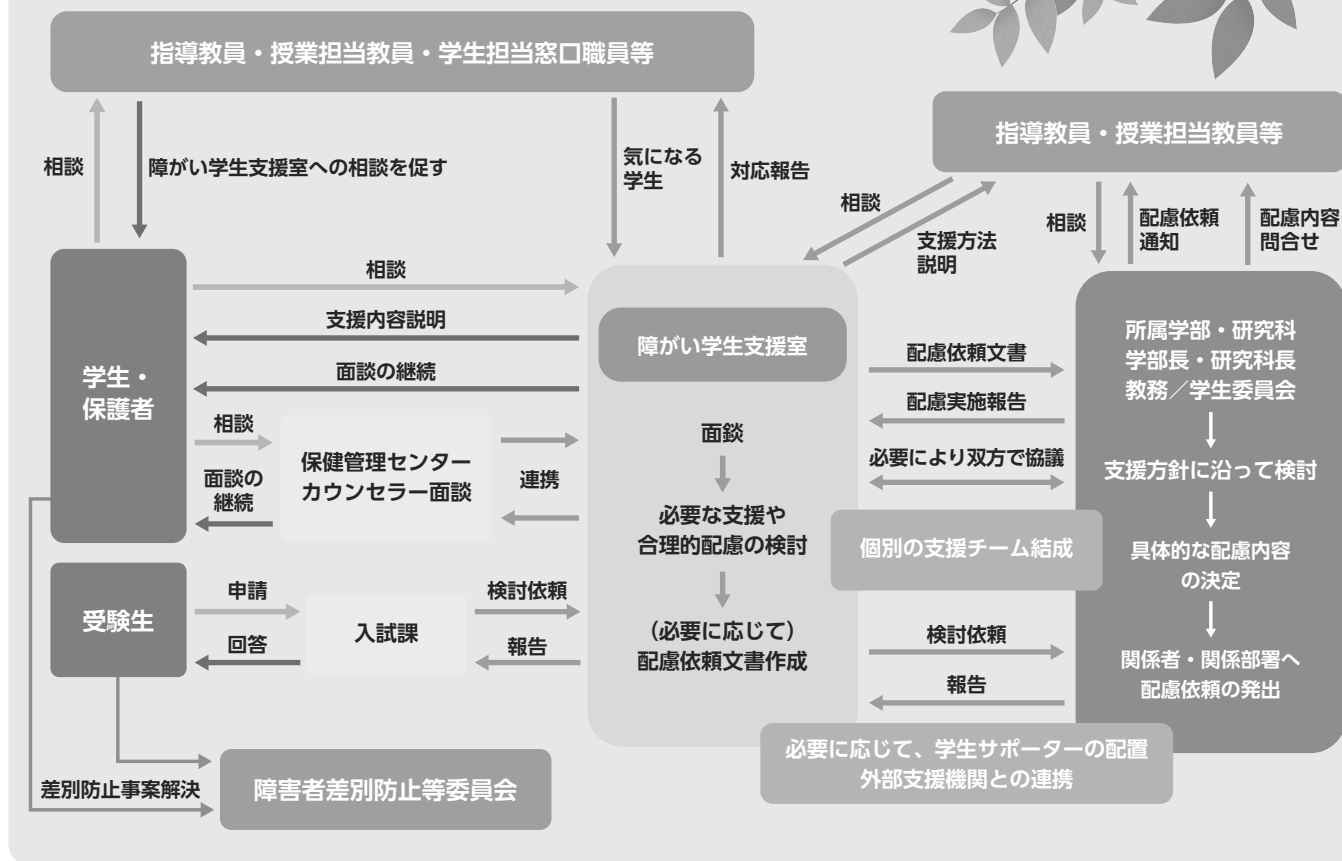 指導教員・授業担当教員・学生担当窓口職員等
指導教員・授業担当教員等
相談
障がい学生支援室への相談を促す
気になる
学生
対応報告
相談
支援方法
説明
相談
配慮依頼
通知
配慮内容
問合せ
学生・
保護者
相談
支援内容説明
面談の継続
相談
面談の
継続
保健管理センター
カウンセラー面談
連携
障がい学生支援室
面談
必要な支援や
合理的配慮の検討
(必要に応じて)
配慮依頼文書作成
配慮依頼文書
配慮実施報告
必要により双方で協議
個別の支援チーム結成
検討依頼
報告
所属学部・研究科
学部長・研究科長
教務/学生委員会
支援方針に沿って検討
具体的な配慮内容
の決定
関係者・関係部署へ
配慮依頼の発出
受験生
申請
回答
入試課
検討依頼
報告
必要に応じて、学生サポーターの配置
外部支援機関との連携
差別防止事案解決
障害者差別防止等委員会